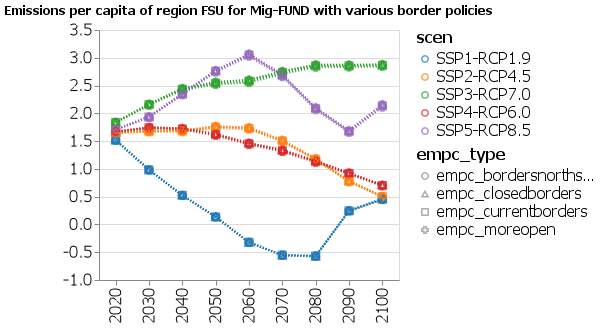 Emissions per capita of region FSU for Mig-FUND with various border policies
3.5
3.0
2.5
2.0
1.5
1.0
0.5
0.0
-0.5
-1.0
2020 2030 2040 2050 2060 2070 2080 2090 2100
scen
SSP1-RCP1.9
SSP2-RCP4.5
SSP3-RCP7.0
SSP4-RCP6.0
SSP5-RCP8.5
empc_type
empc_bordersnorths...
empc_closedborders
empc_currentborders
empc_moreopen